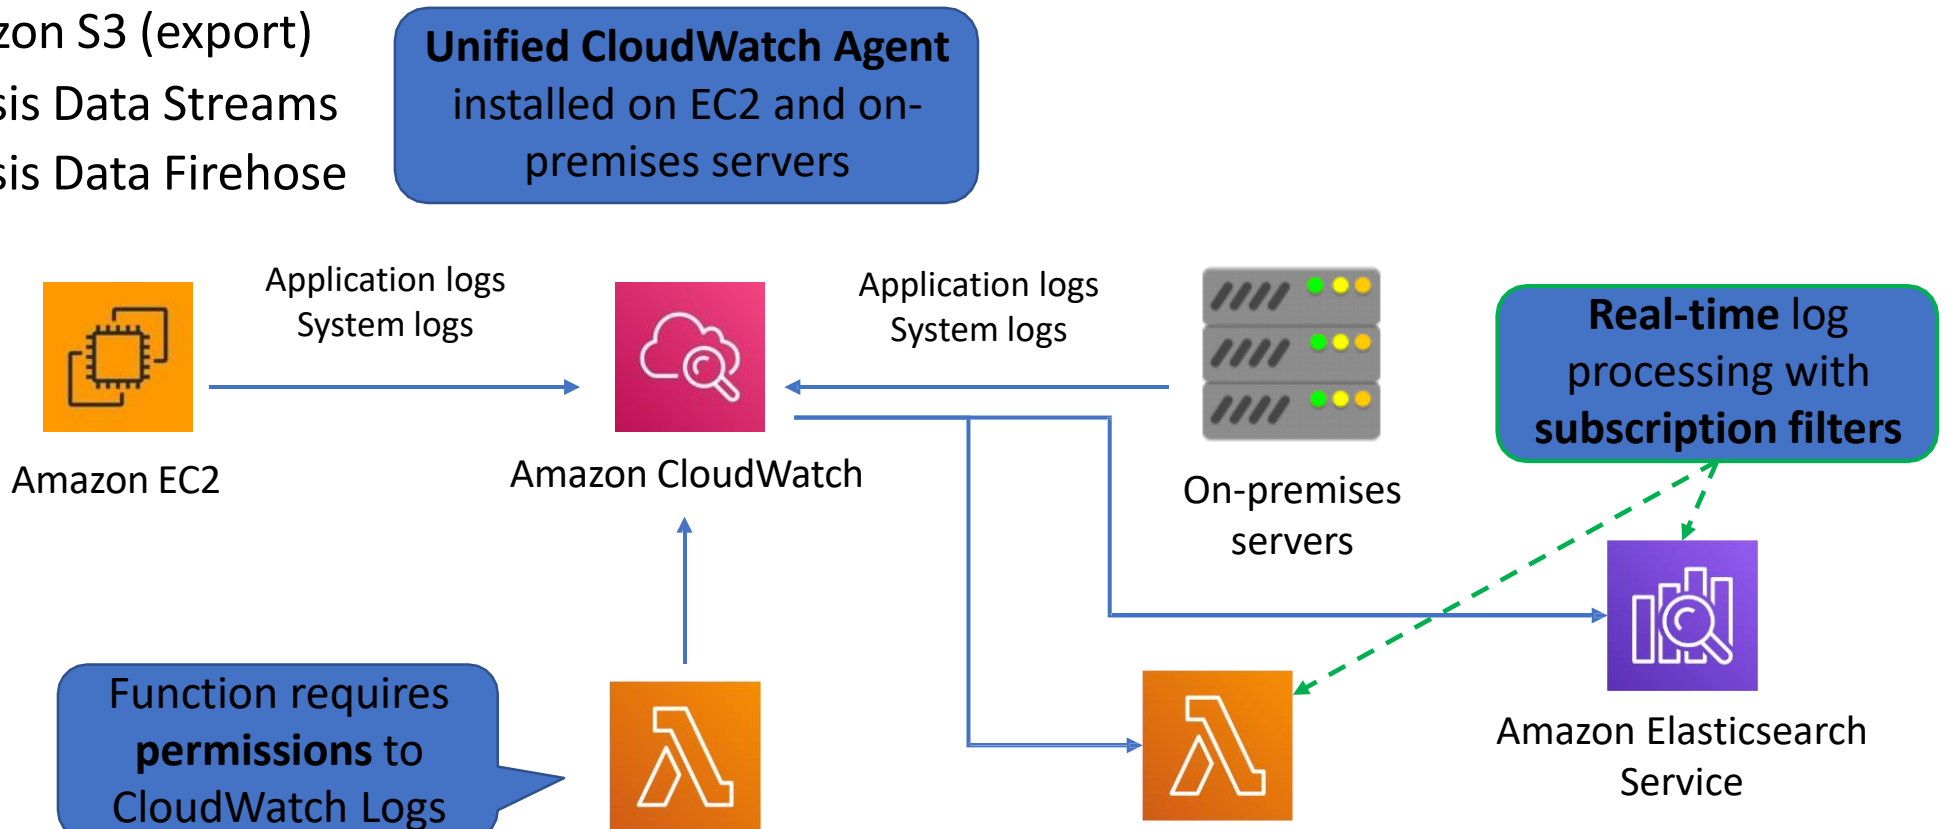 zon S3 (export)
sis Data Streams
sis Data Firehose
Unified CloudWatch Agent
installed on EC2 and on-
premises servers
Application logs
System logs
Application logs
System logs
Real-time log
processing with
subscription filters
Amazon EC2
Amazon CloudWatch
On-premises
servers
Function requires
permissions to
CloudWatch Logs
Amazon Elasticsearch
Service